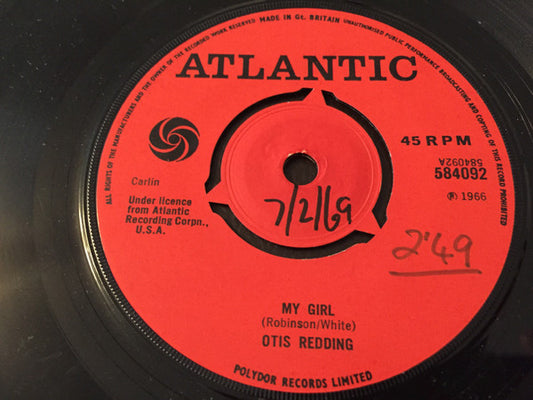 ALL RIGHTS OF THE MANUFACTURERS AND THE OWNER OF THE RECORDED WORK RESERVED MADE IN Gt. BRITAIN UNAUTHORISED PUBLIC PERFORMANCE BROADCASTING AND COPYING OF THIS RECORD PROHIBITED
ATLANTIC
45 RPM
584092A
584092
℗ 1966
Carlin
Under licence
from Atlantic
Recording Corpn.,
U.S.A.
7/2/69
2'49
MY GIRL
(Robinson/White)
OTIS REDDING
POLYDOR RECORDS LIMITED